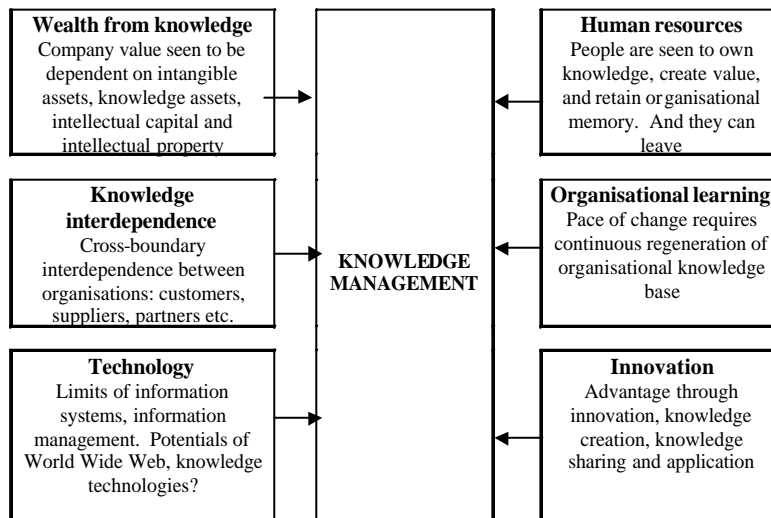 Wealth from knowledge
Company value seen to be
dependent on intangible
assets, knowledge assets,
intellectual capital and
intellectual property
Knowledge
interdependence
Cross-boundary
interdependence between
organisations: customers,
suppliers, partners etc.
Technology
Limits of information
systems, information
management. Potentials of
World Wide Web, knowledge
technologies?
KNOWLEDGE
MANAGEMENT
Human resources
People are seen to own
knowledge, create value,
and retain or ganisational
memory. And they can
leave
Organisational learning
Pace of change requires
continuous regeneration of
organisational knowledge
base
Innovation
Advantage through
innovation, knowledge
creation, knowledge
sharing and application